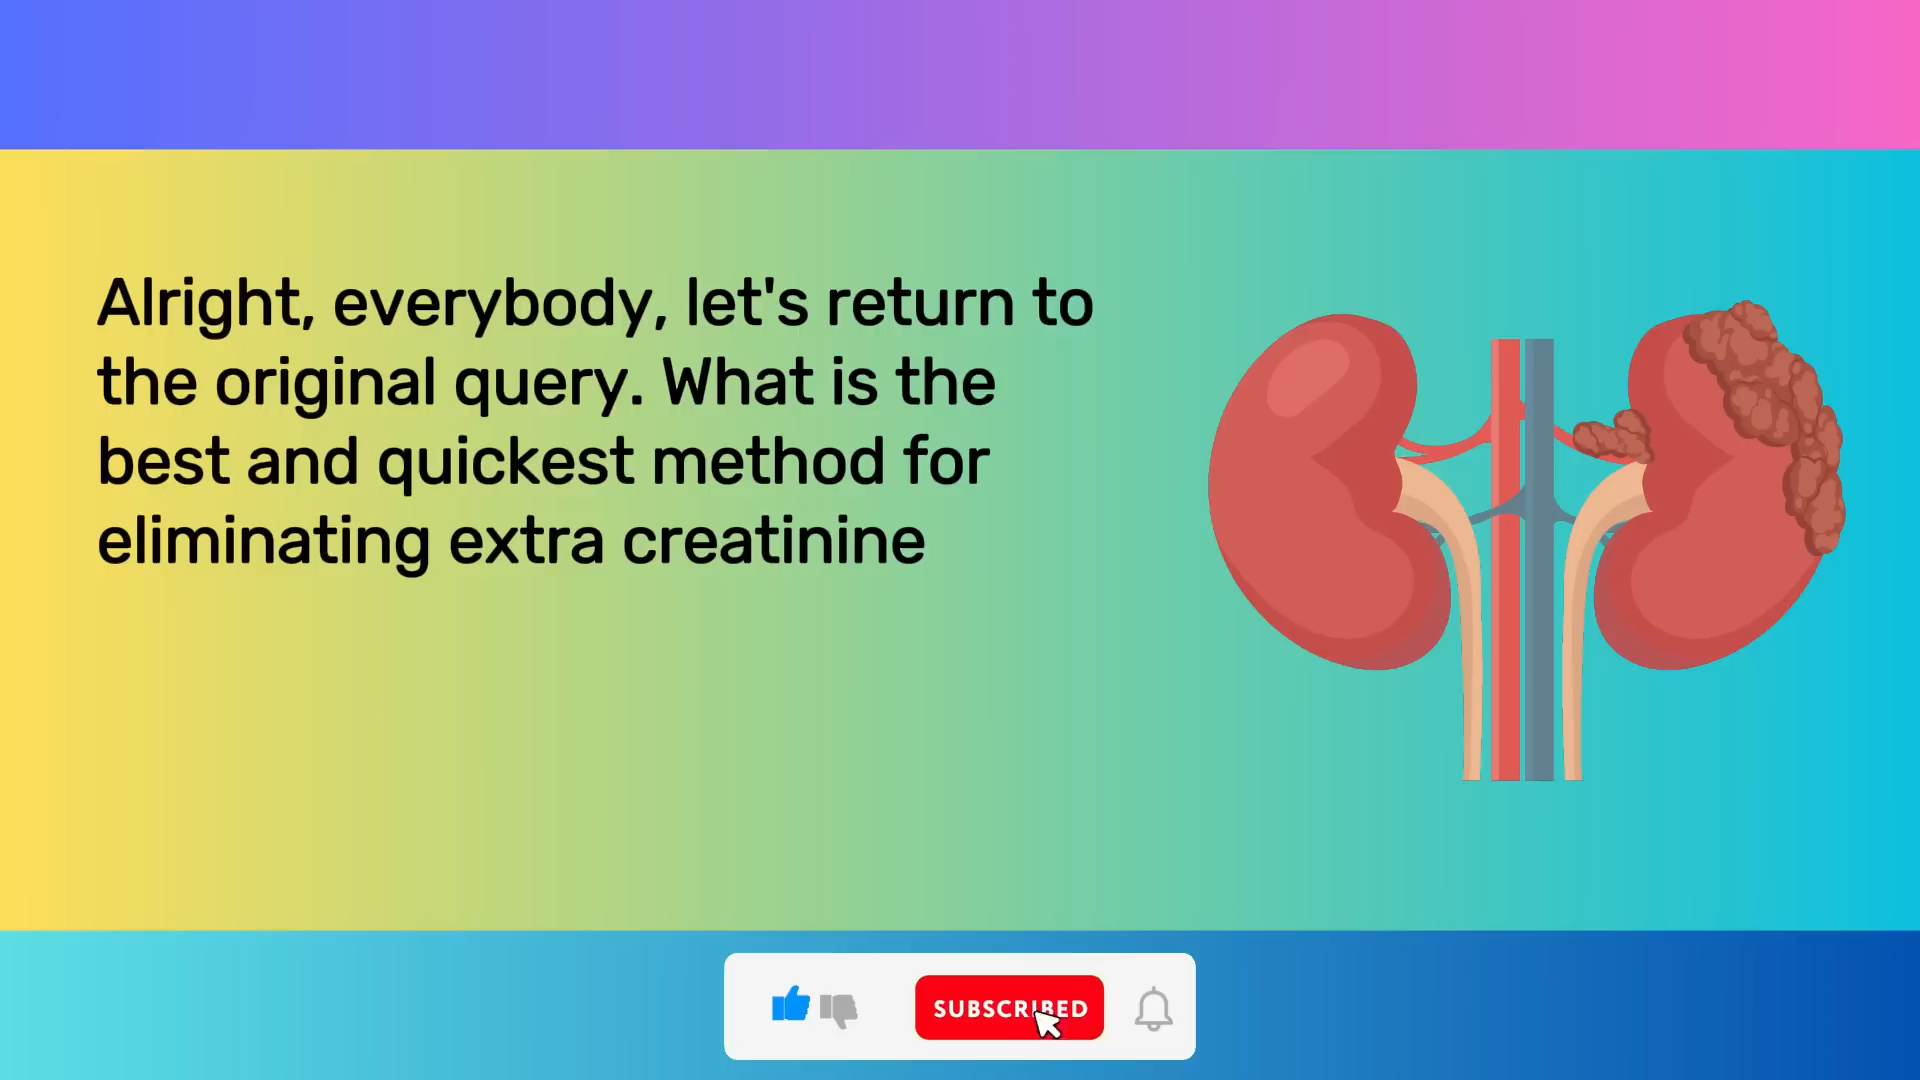 Alright, everybody, let's return to
the original query. What is the
best and quickest method for
eliminating extra creatinine
SUBSCRIBED